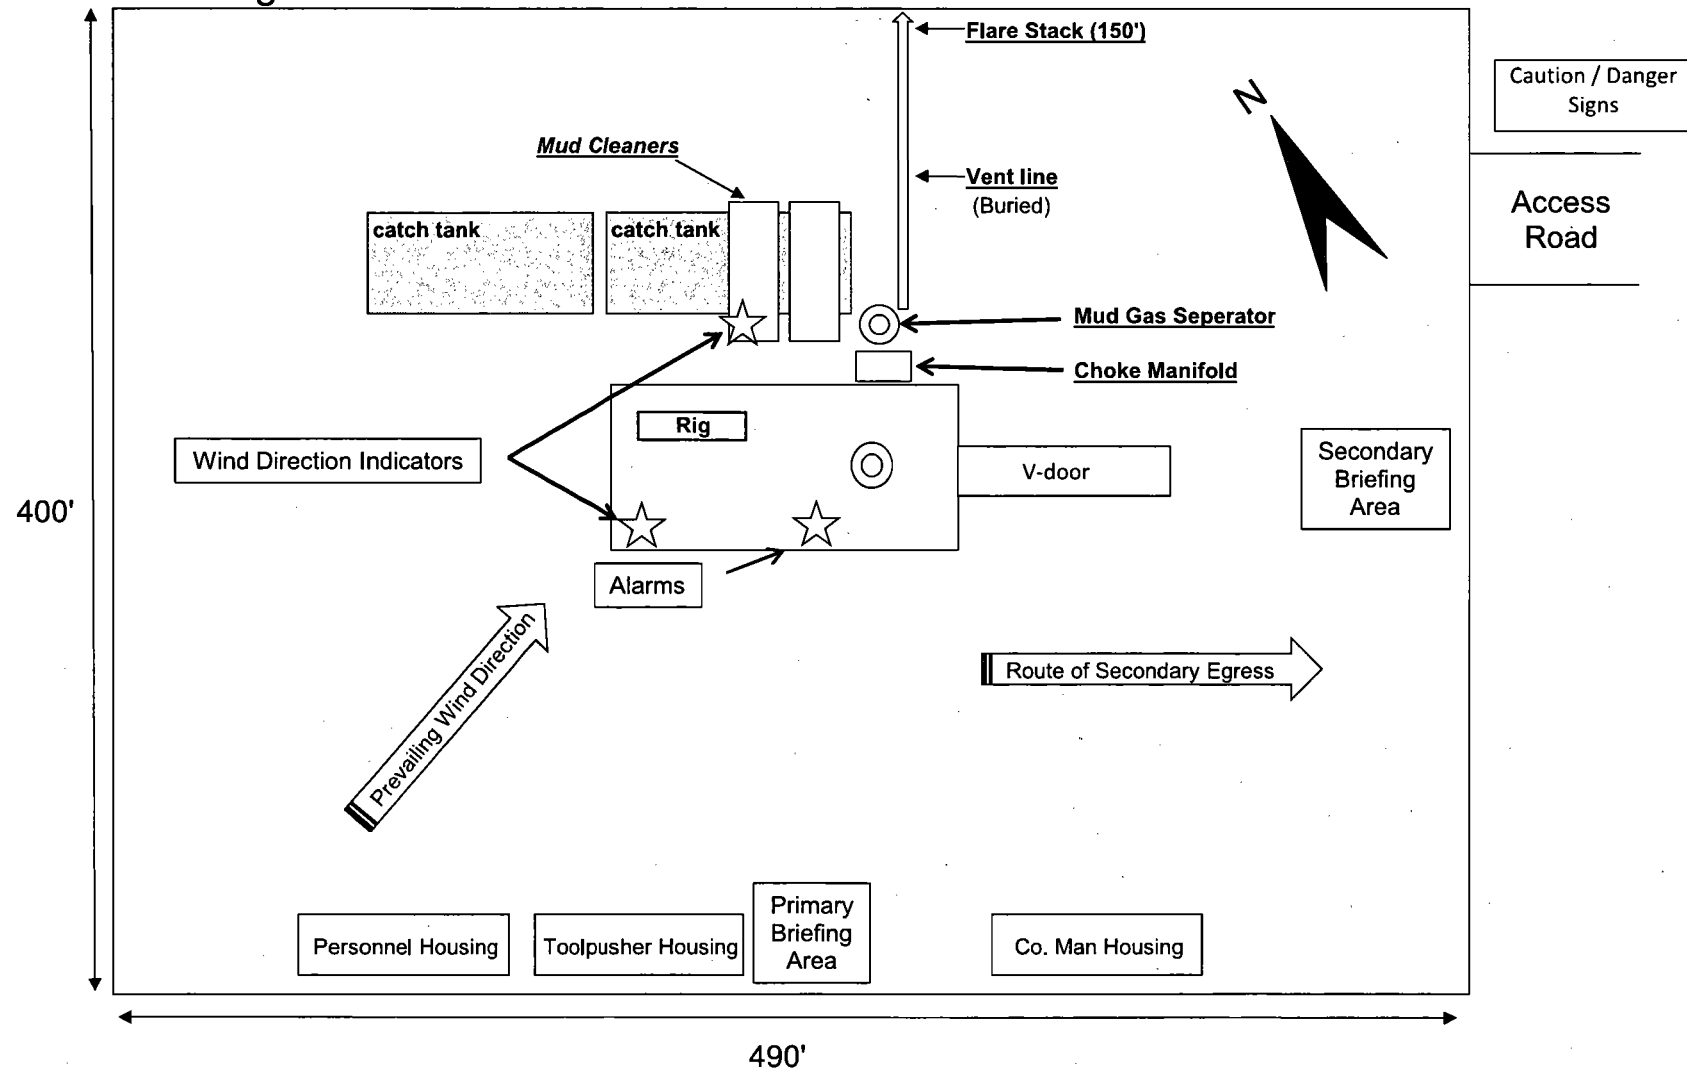 Flare Stack (150')
Caution / Danger
Signs
N
Mud Cleaners
Vent line
(Buried)
Access
Road
catch tank
catch tank
Mud Gas Seperator
Choke Manifold
Rig
Wind Direction Indicators
V-door
Secondary
Briefing
Area
400'
Alarms
Prevailing Wind Direction
Route of Secondary Egress
Primary
Briefing
Area
Personnel Housing
Toolpusher Housing
Co. Man Housing
490'